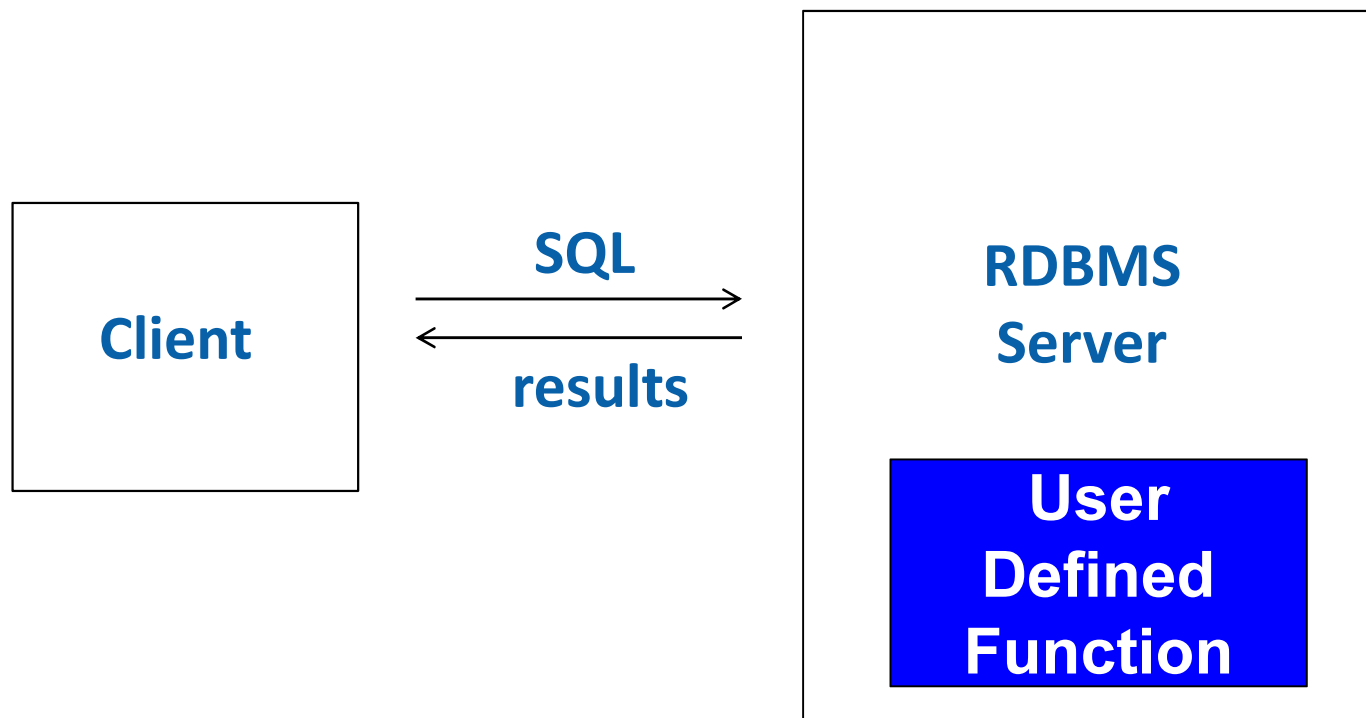 Client
SQL
results
RDBMS
Server
User
Defined
Function